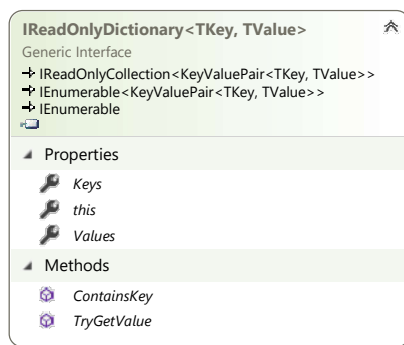 IReadOnlyDictionary<TKey, TValue>
Generic Interface
IReadOnlyCollection<KeyValuePair<TKey, TValue>>
IEnumerable<KeyValuePair<TKey, TValue>>
IEnumerable
Properties
Keys
this
Values
Methods
ContainsKey
TryGetValue